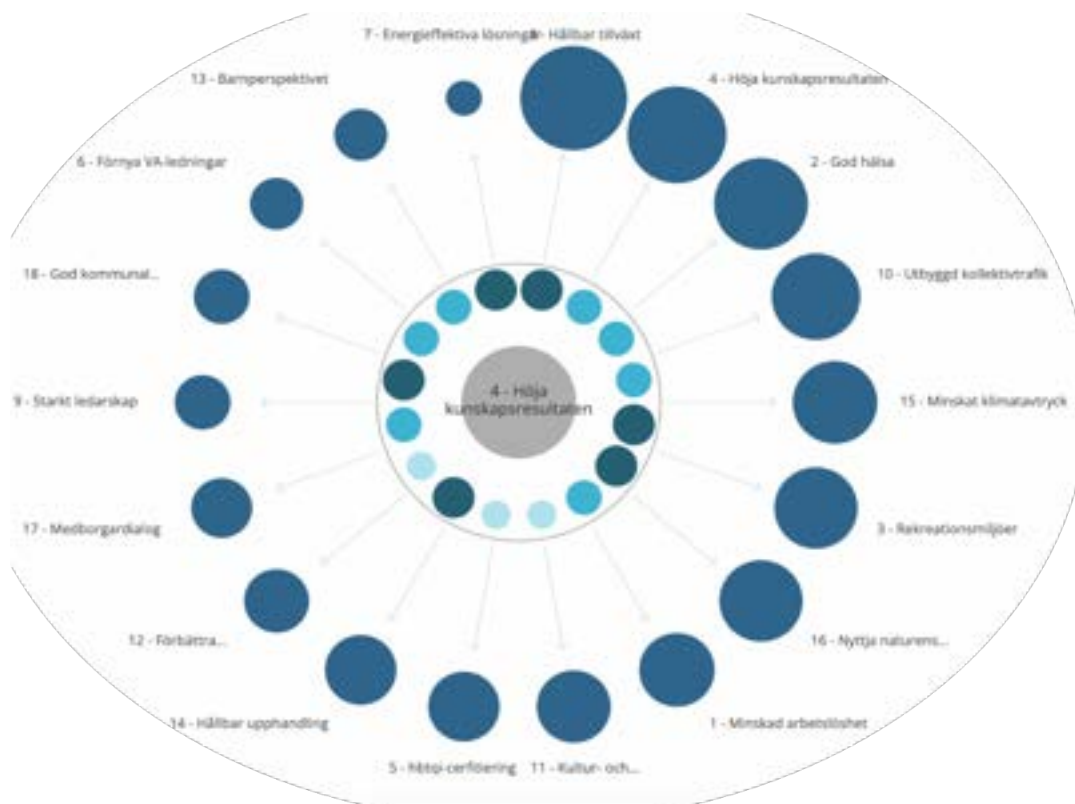 7 - Energieffektiva lösningar
8 - Hållbar tillväxt
13 - Barnperspektivet
4 - Höja kunskapsresultaten
6 - Förnya VA-ledningar
2 - God hälsa
18 - God kommunal...
10 - Utbyggd kollektivtrafik
4 - Höja
kunskapsresultaten
9 - Starkt ledarskap
15 - Minskat klimatavtryck
17 - Medborgardialog
3 - Rekreationsmiljöer
12 - Förbättra...
16 - Nyttja naturens...
14 - Hållbar upphandling
1 - Minskad arbetslöshet
5 -
11 - Kultur- och...